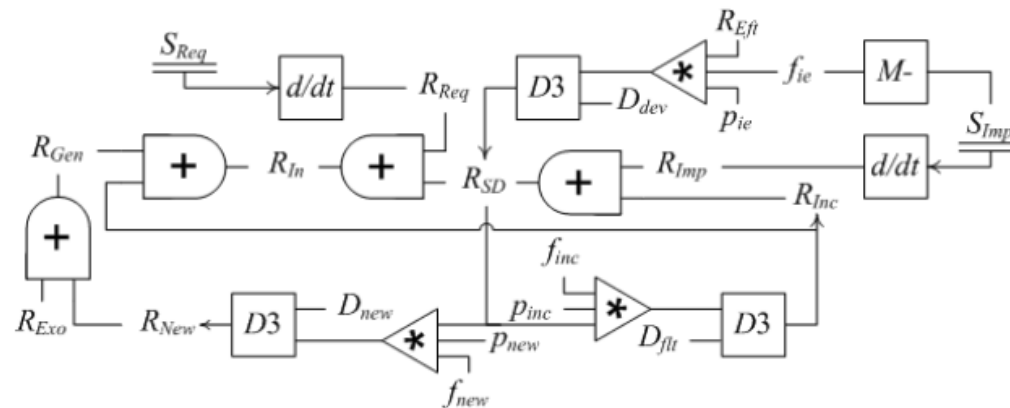 R_Eft
S_Req
d/dt
R_Req
D3
*
f_ie
M-
D_dev
p_ie
S_Imp
R_Gen
+
R_In
+
R_SD
+
R_Imp
d/dt
R_Inc
+
f_inc
R_Exo
R_New
D3
D_new
*
p_new
f_new
p_inc
*
D_flt
D3